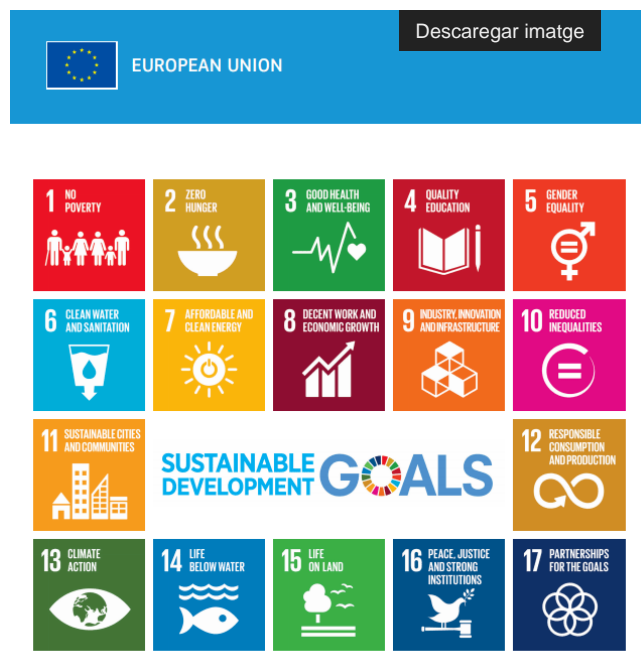 Descaregar imatge
EUROPEAN UNION
1 NO
POVERTY
2 ZERO
HUNGER
3 GOOD HEALTH
AND WELL-BEING
4 QUALITY
EDUCATION
5 GENDER
EQUALITY
6 CLEAN WATER
AND SANITATION
7 AFFORDABLE AND
CLEAN ENERGY
8 DECENT WORK AND
ECONOMIC GROWTH
9 INDUSTRY, INNOVATION
AND INFRASTRUCTURE
10 REDUCED
INEQUALITIES
11 SUSTAINABLE CITIES
AND COMMUNITIES
SUSTAINABLE
DEVELOPMENT GOALS
12 RESPONSIBLE
CONSUMPTION
AND PRODUCTION
13 CLIMATE
ACTION
14 LIFE
BELOW WATER
15 LIFE
ON LAND
16 PEACE, JUSTICE
AND STRONG
INSTITUTIONS
17 PARTNERSHIPS
FOR THE GOALS